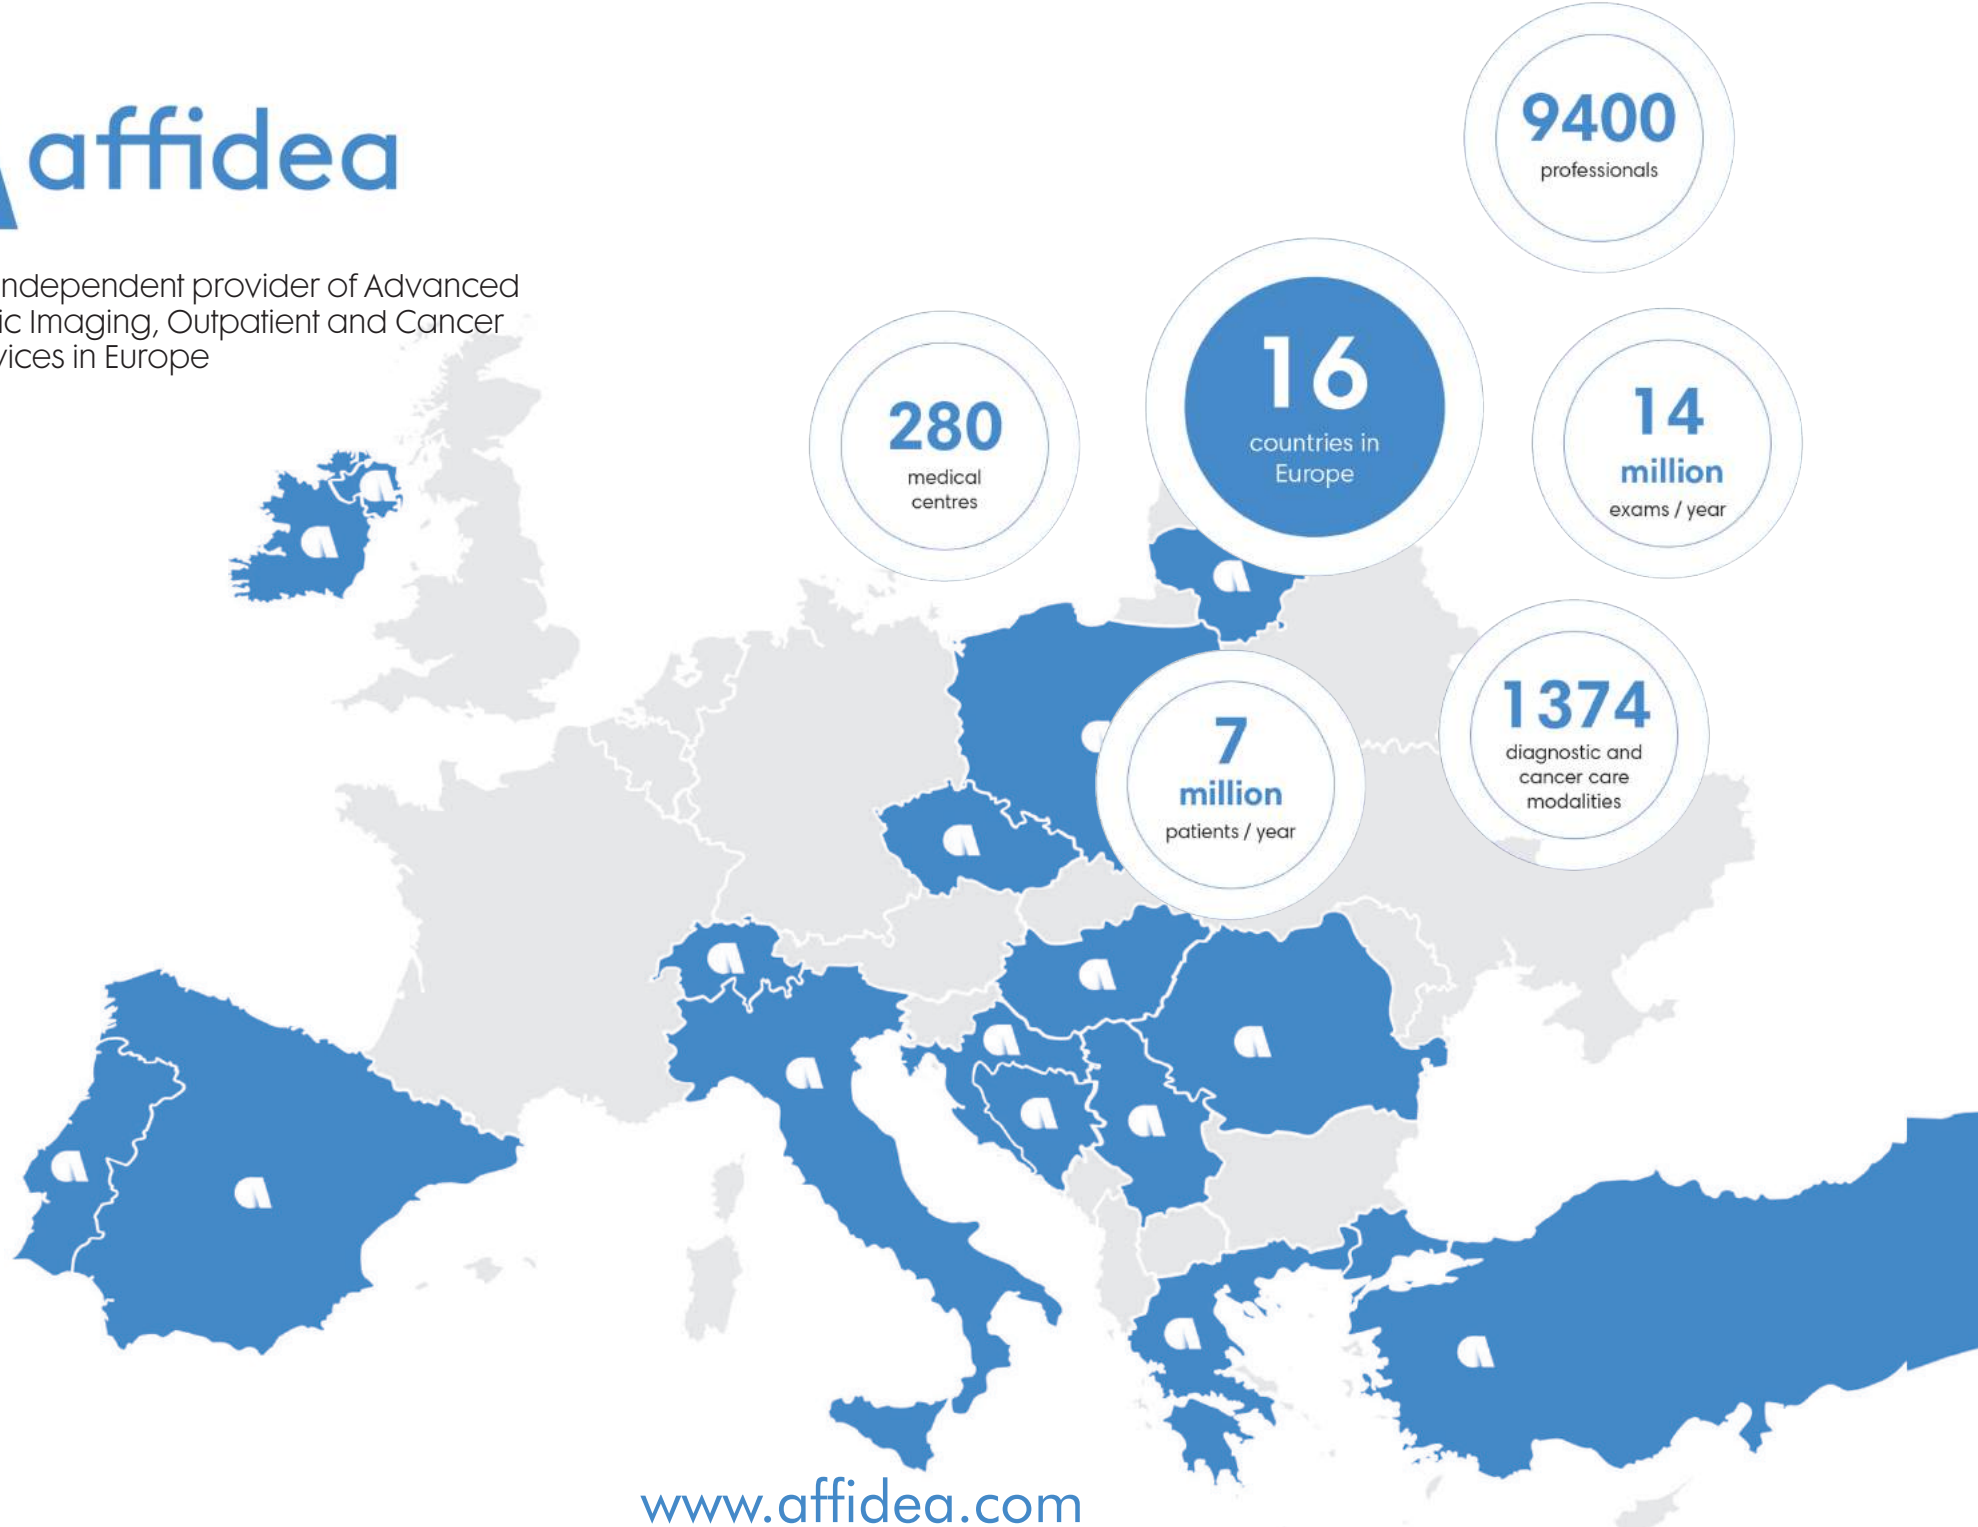 affidea
ndependent provider of Advanced
ic Imaging, Outpatient and Cancer
vices in Europe
9400
professionals
16
countries in
Europe
280
medical
centres
14
million
exams / year
1374
diagnostic and
cancer care
modalities
7
million
patients / year
www.affidea.com